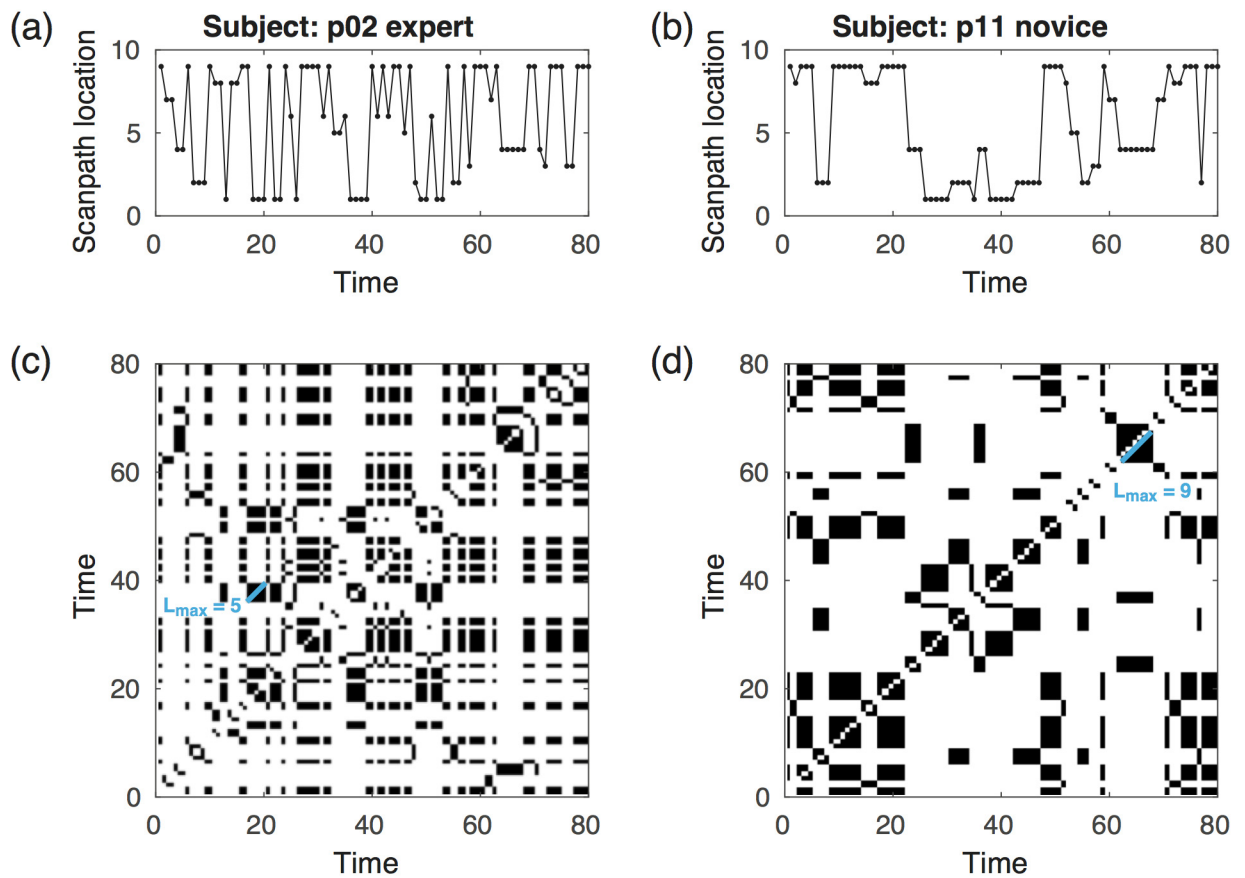 (a)
Subject: p02 expert
Scanpath location
10
5
0
0 20 40 60 80
Time
(b)
Subject: p11 novice
Scanpath location
10
5
0
0 20 40 60 80
Time
(c)
Time
80
60
40
20
0
Lmax = 5
0 20 40 60 80
Time
(d)
Time
80
60
40
20
0
Lmax = 9
0 20 40 60 80
Time